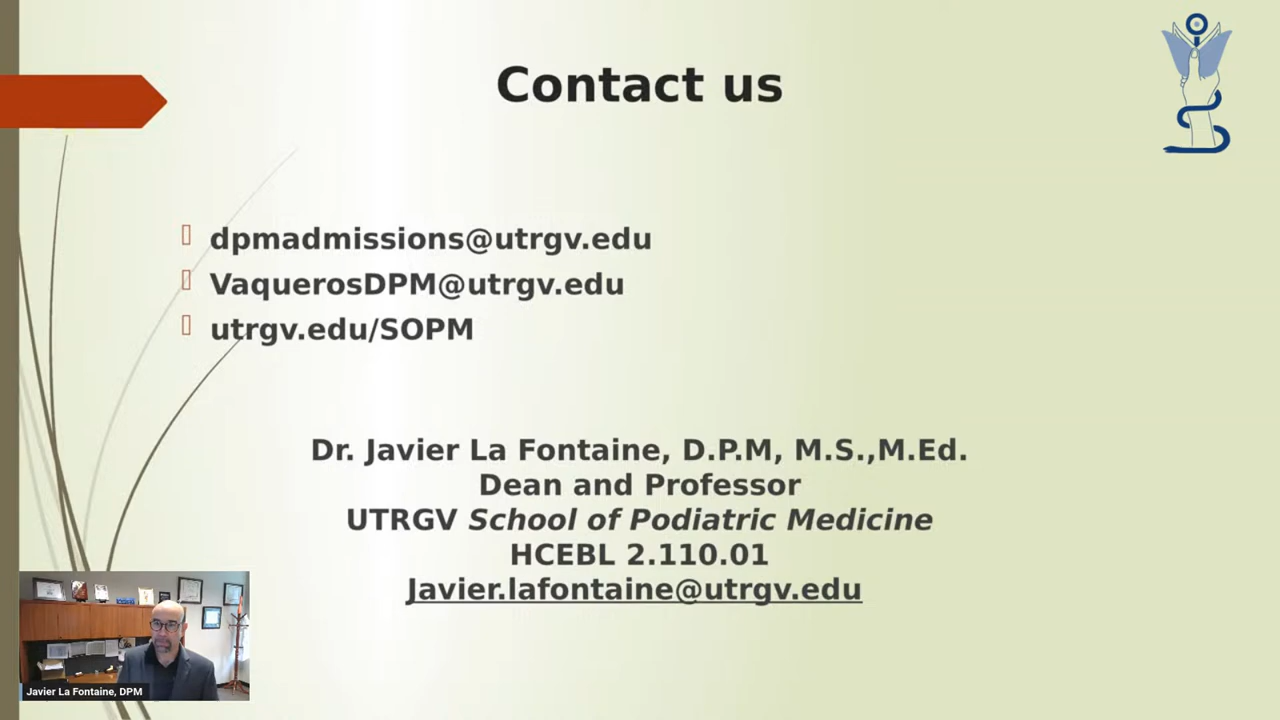 Contact us
dpmadmissions@utrgv.edu
VaquerosDPM@utrgv.edu
utrgv.edu/SOPM
Dr. Javier La Fontaine, D.P.M, M.S.,M.Ed.
Dean and Professor
UTRGV School of Podiatric Medicine
HCEBL 2.110.01
Javier.lafontaine@utrgv.edu
Javier La Fontaine, DPM